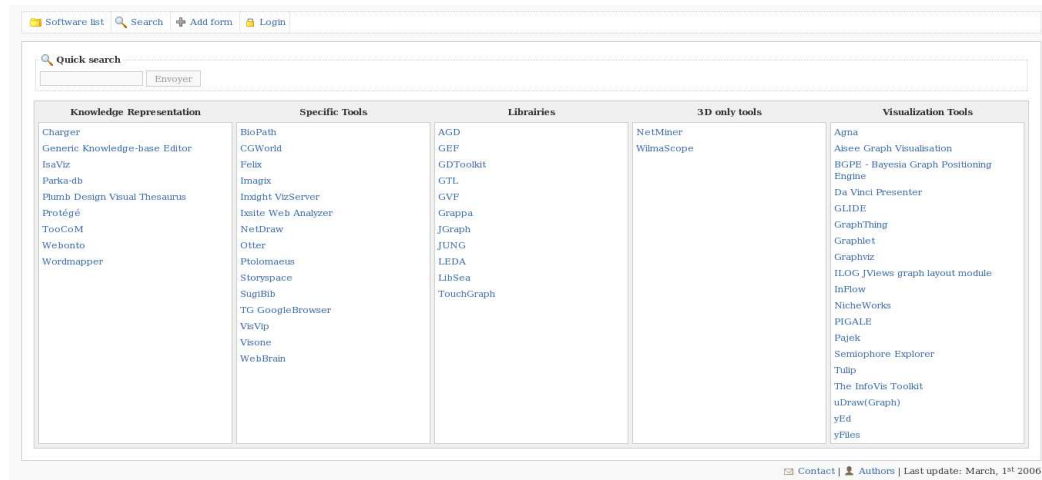 Software list Search Add form Login
Quick search
Envoyer
Knowledge Representation
Charger
Generic Knowledge-base Editor
IsaViz
Parka-db
Plumb Design Visual Thesaurus
Protégé
TooCoM
Webonto
Wordmapper
Specific Tools
BioPath
CGWorld
Felix
Imagix
Inxight VizServer
Ixsite Web Analyzer
NetDraw
Otter
Ptolomaeus
Storyspace
SugiBib
TG GoogleBrowser
VisVip
Visone
WebBrain
Librairies
AGD
GEF
GDToolkit
GTL
GVF
Grappa
JGraph
JUNG
LEDA
LibSea
TouchGraph
3D only tools
NetMiner
WilmaScope
Visualization Tools
Agna
Aisee Graph Visualisation
BGPE - Bayesia Graph Positioning
Engine
Da Vinci Presenter
GLIDE
GraphThing
Graphlet
Graphviz
ILOG JViews graph layout module
InFlow
NicheWorks
PIGALE
Pajek
Semiophore Explorer
Tulip
The InfoVis Toolkit
uDraw(Graph)
yEd
yFiles
Contact | Authors | Last update: March, 1st 2006